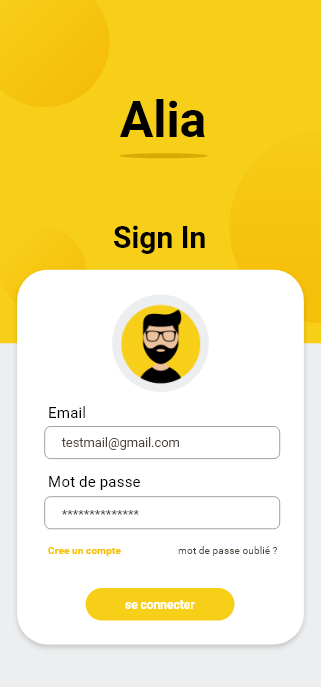 Alia
Sign In
Email
testmail@gmail.com
Mot de passe
**************
Cree un compte
mot de passe oublié ?
se connecter